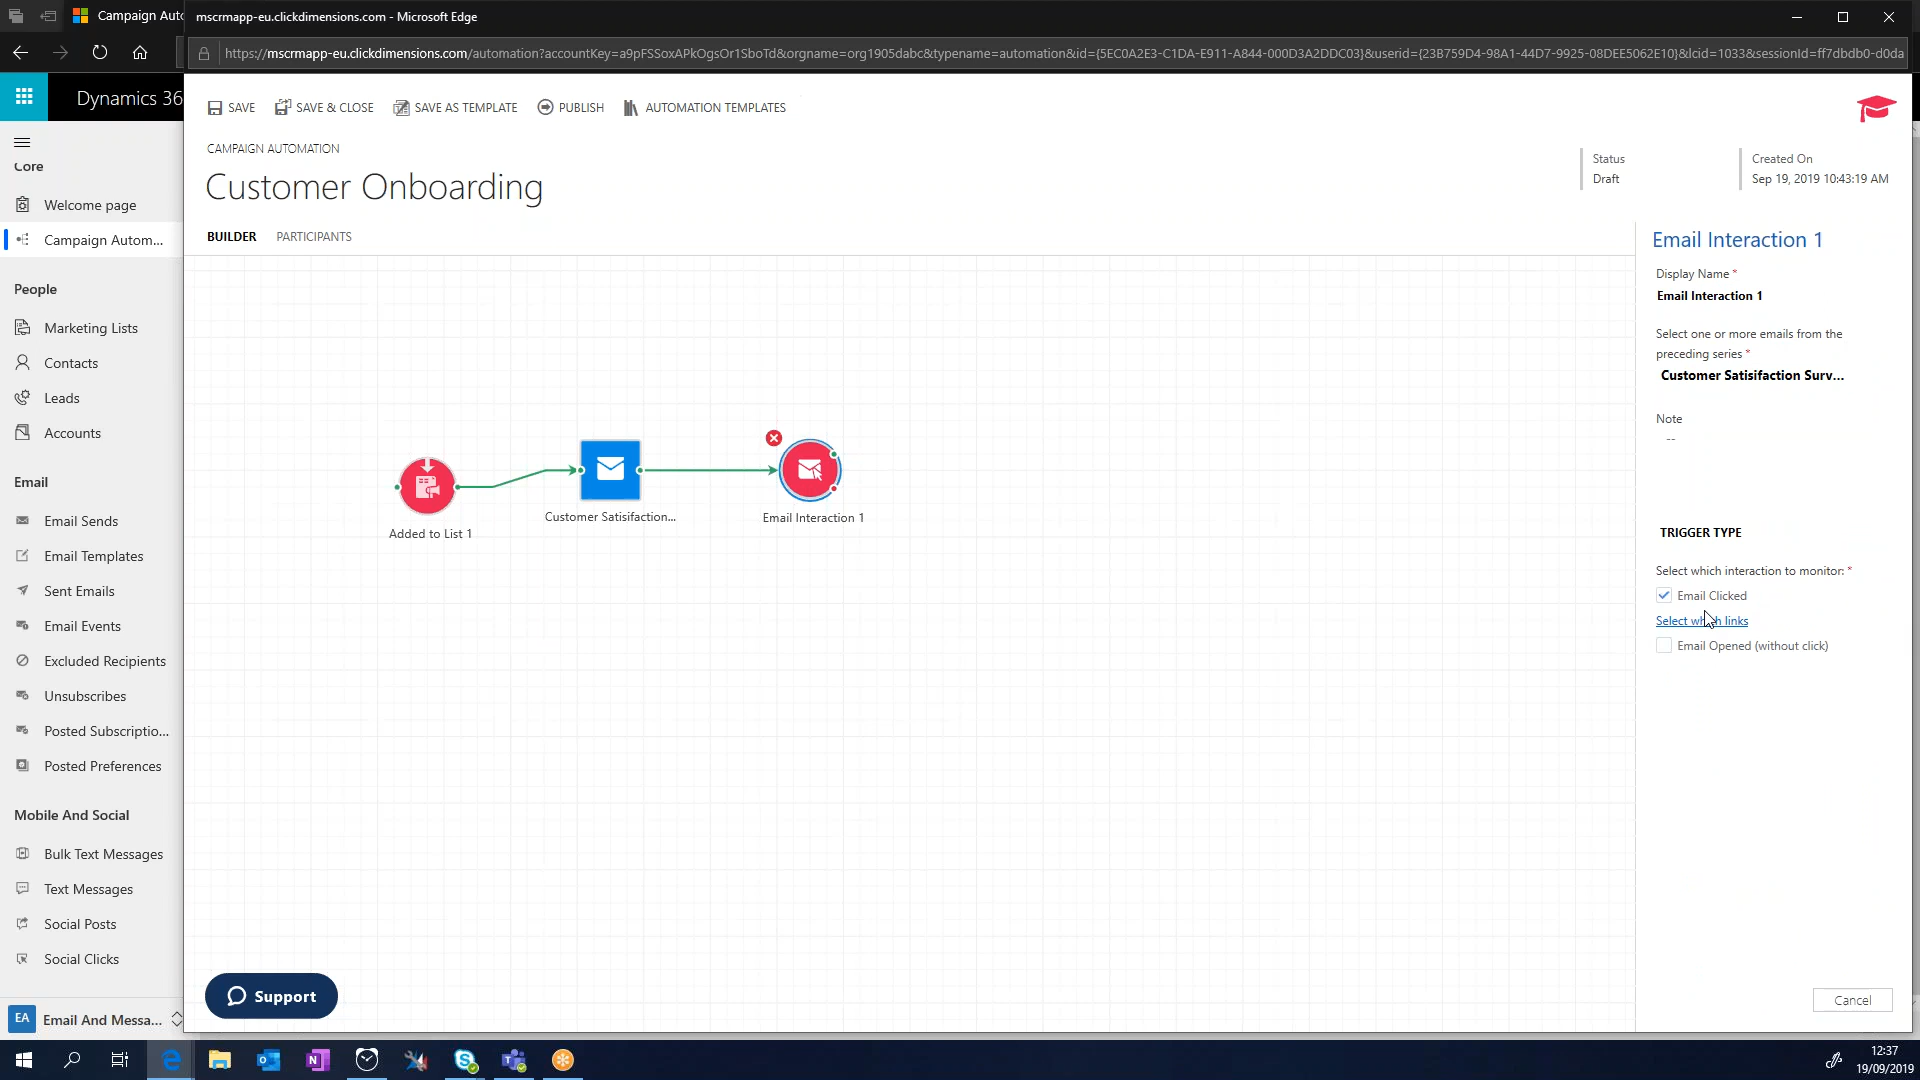 Campaign Auto
mscrmapp-eu.clickdimensions.com - Microsoft Edge
https://mscrmapp-eu.clickdimensions.com/automation?accountKey=a9pFSSoxAPkOgsOr1SboTd&orgname=org1905dabc&typename=automation&id={5EC0A2E3-C1DA-E911-A844-000D3A2DDC03}&userid={23B759D4-98A1-44D7-9925-08DEE5062E10}&lcid=1033&sessionId=ff7dbdb0-d0da
Dynamics 36
SAVE
SAVE & CLOSE
SAVE AS TEMPLATE
PUBLISH
AUTOMATION TEMPLATES
CAMPAIGN AUTOMATION
Customer Onboarding
Status
Draft
Created On
Sep 19, 2019 10:43:19 AM
BUILDER
PARTICIPANTS
Core
Welcome page
Campaign Autom...
People
Marketing Lists
Contacts
Leads
Accounts
Email
Email Sends
Email Templates
Sent Emails
Email Events
Excluded Recipients
Unsubscribes
Posted Subscriptio...
Posted Preferences
Mobile And Social
Bulk Text Messages
Text Messages
Social Posts
Social Clicks
EA
Email And Messa...
Added to List 1
Customer Satisifaction...
Email Interaction 1
Support
Email Interaction 1
Display Name *
Email Interaction 1
Select one or more emails from the
preceding series *
Customer Satisifaction Surv...
Note
--
TRIGGER TYPE
Select which interaction to monitor: *
Email Clicked
Select which links
Email Opened (without click)
Cancel
12:37
19/09/2019